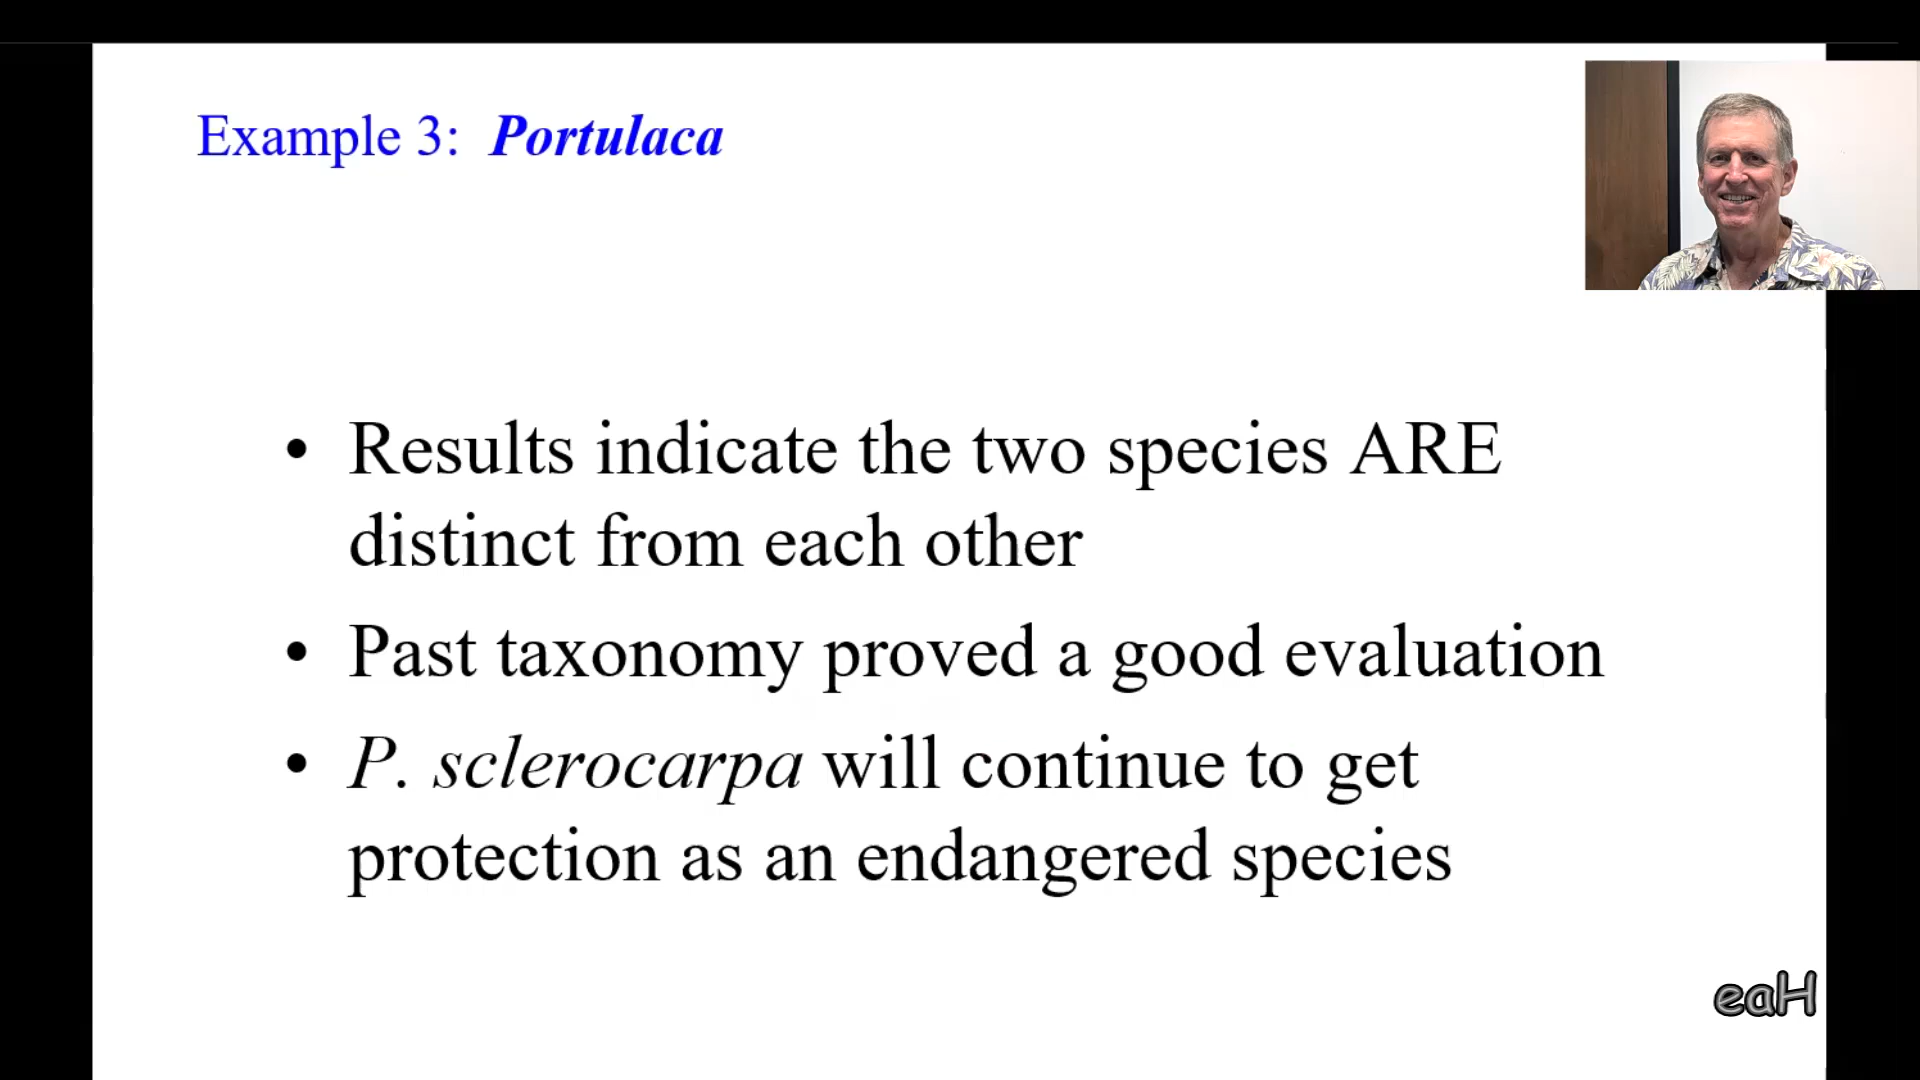 Example 3: Portulaca
• Results indicate the two species ARE
distinct from each other
• Past taxonomy proved a good evaluation
• P. sclerocarpa will continue to get
protection as an endangered species
eaH